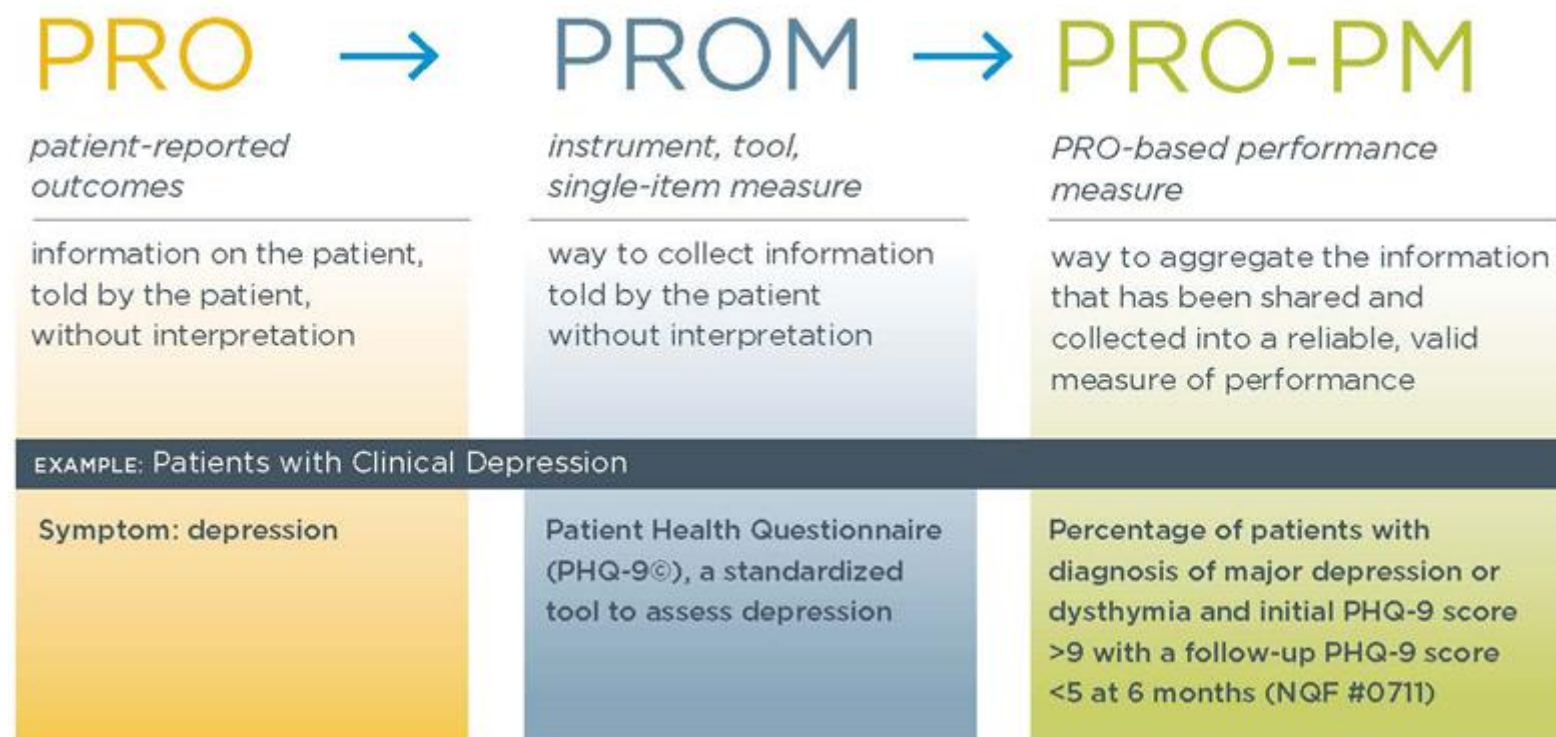 PRO → PROM → PRO-PM
patient-reported
outcomes
instrument, tool,
single-item measure
PRO-based performance
measure
information on the patient,
told by the patient,
without interpretation
way to collect information
told by the patient
without interpretation
way to aggregate the information
that has been shared and
collected into a reliable, valid
measure of performance
EXAMPLE: Patients with Clinical Depression
Symptom: depression
Patient Health Questionnaire
(PHQ-9©), a standardized
tool to assess depression
Percentage of patients with
diagnosis of major depression or
dysthymia and initial PHQ-9 score
>9 with a follow-up PHQ-9 score
<5 at 6 months (NQF #0711)